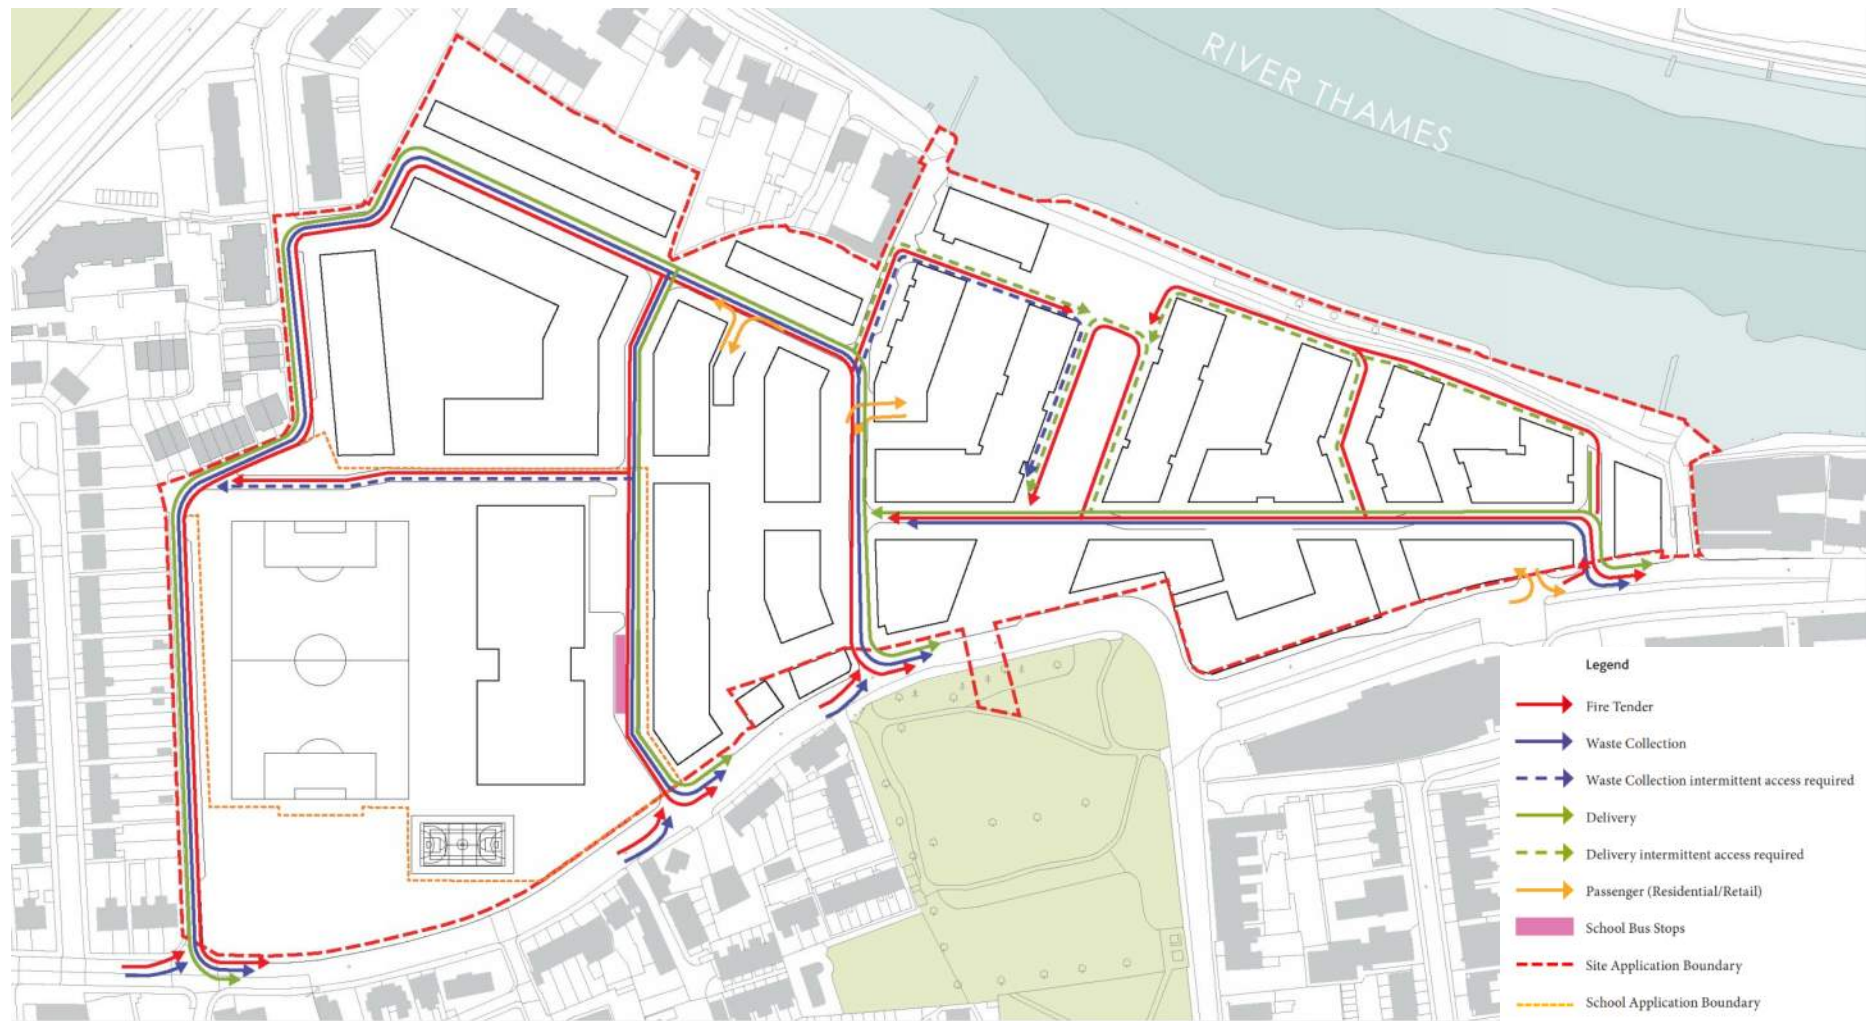 RIVER THAMES
Legend
Fire Tender
Waste Collection
Waste Collection intermittent access required
Delivery
Delivery intermittent access required
Passenger (Residential/Retail)
School Bus Stops
Site Application Boundary
School Application Boundary